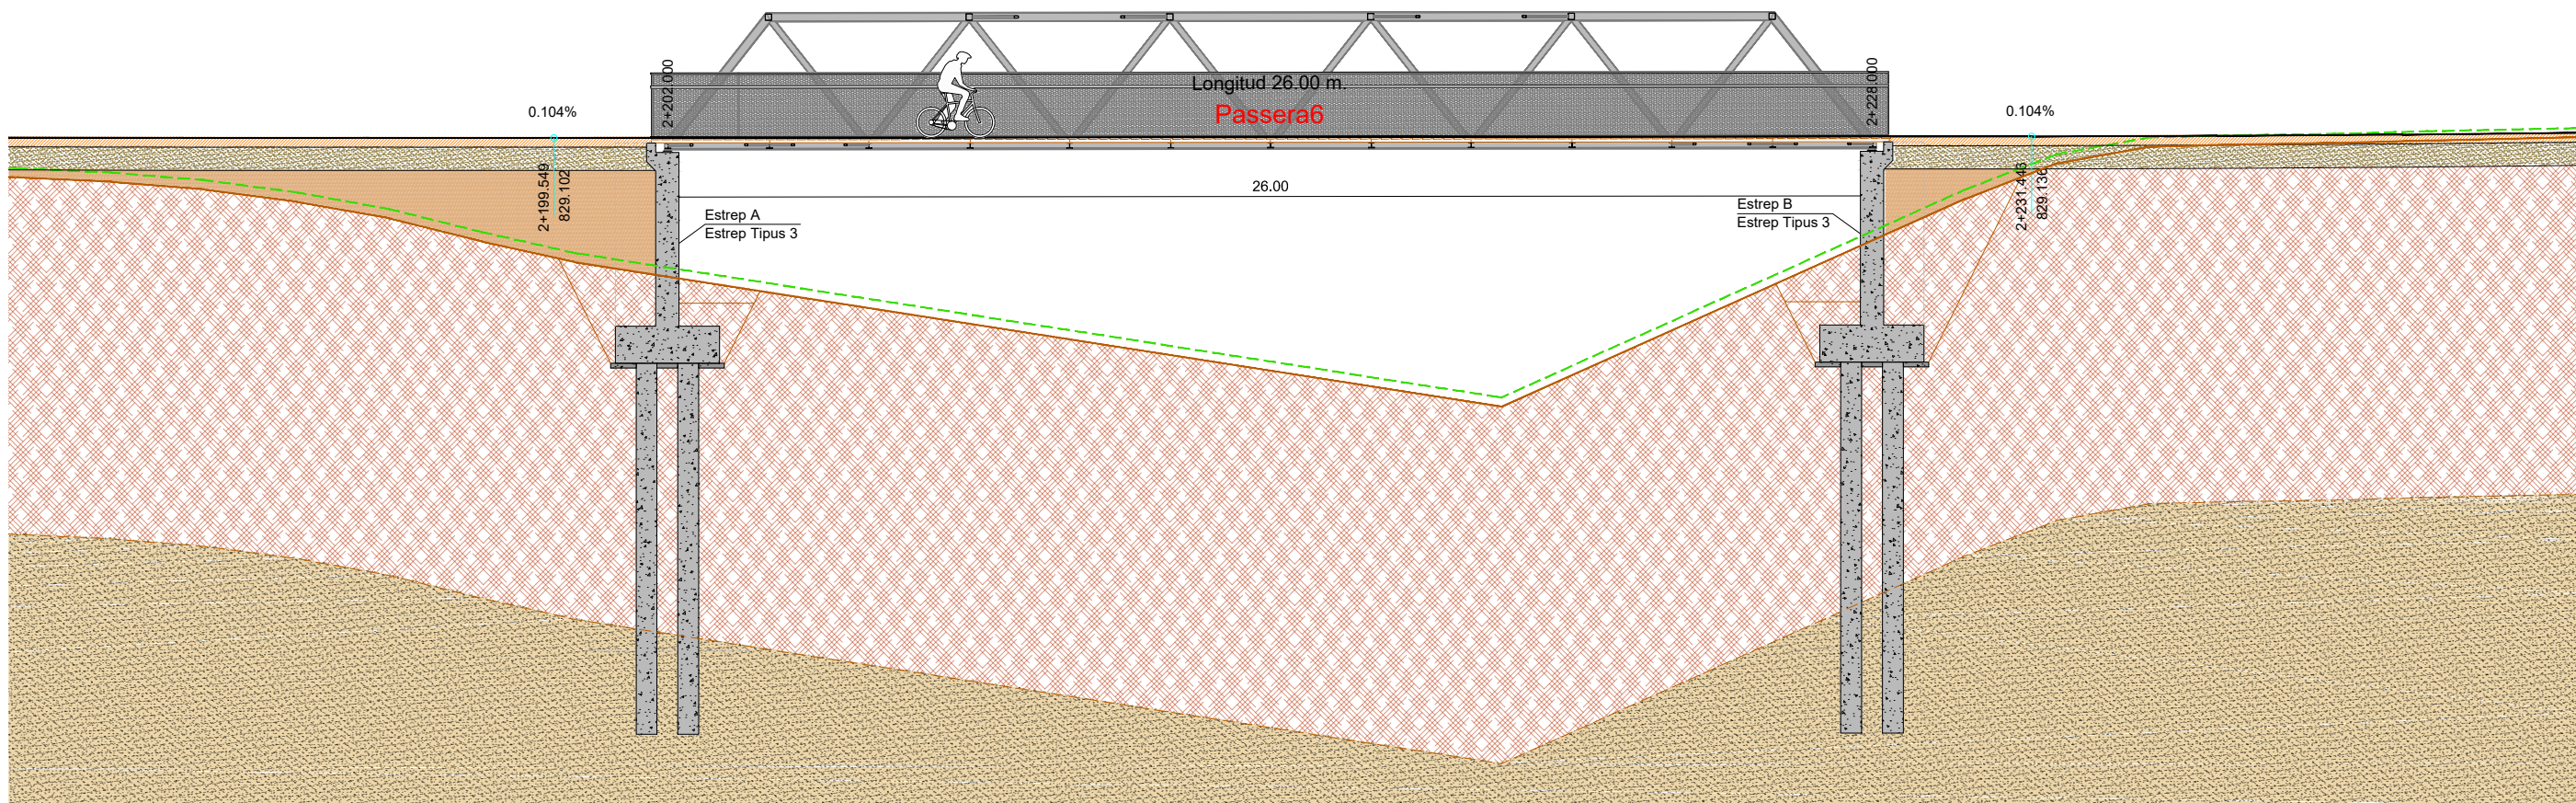 Longitud 26.00 m.
Passera6
2+202.000
2+228.000
0.104%
0.104%
2+199.549
829.102
2+231.446
829.136
26.00
Estrep A
Estrep Tipus 3
Estrep B
Estrep Tipus 3